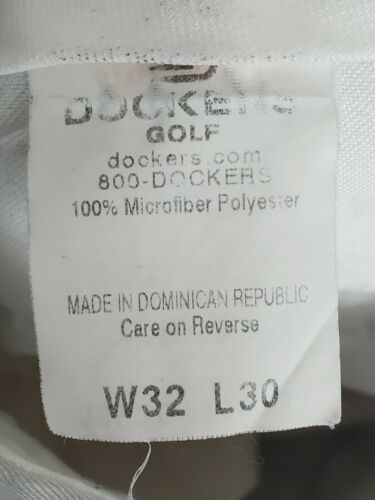 DOCKERS
GOLF
dockers.com
800-DOCKERS
100% Microfiber Polyester
MADE IN DOMINICAN REPUBLIC
Care on Reverse
W32 L30